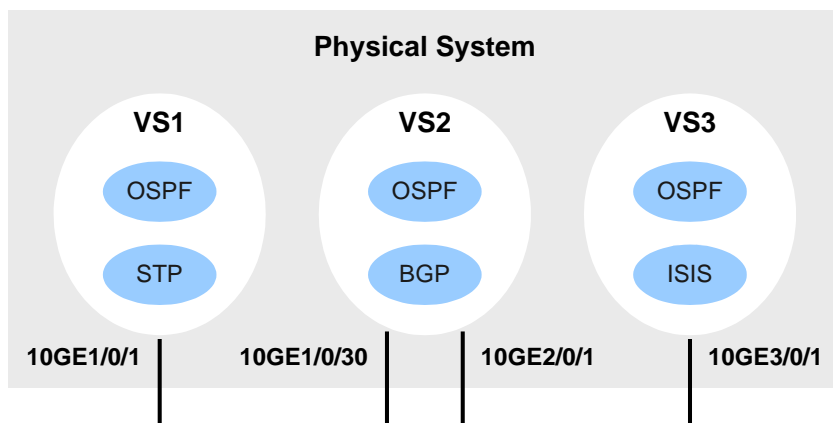 Physical System
VS1
VS2
VS3
OSPF
OSPF
OSPF
STP
BGP
ISIS
10GE1/0/1
10GE1/0/30
10GE2/0/1
10GE3/0/1